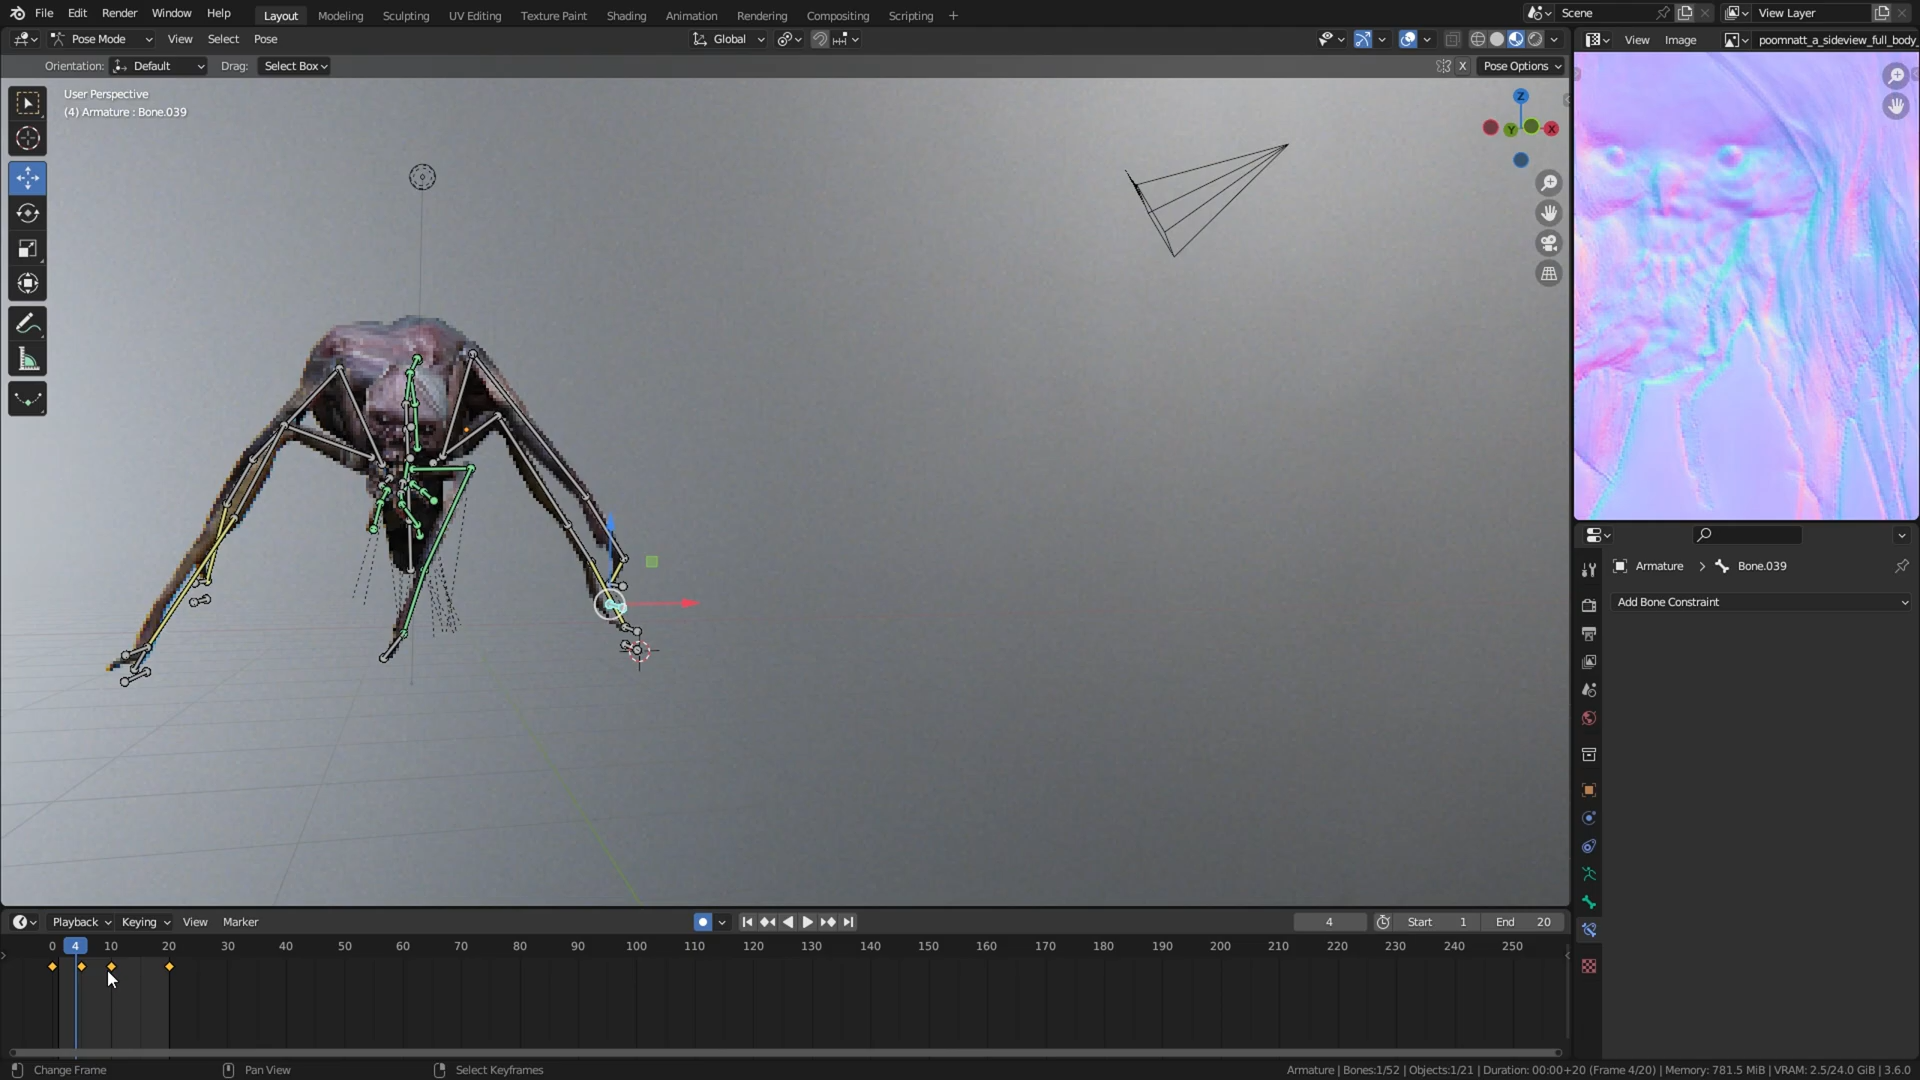 File Edit Render Window Help Layout Modeling Sculpting UV Editing Texture Paint Shading Animation Rendering Compositing Scripting + Scene View Layer
Pose Mode View Select Pose Global View Image poomnatt_a_sideview_full_body_
Orientation: Default Drag: Select Box X Pose Options
User Perspective
(4) Armature : Bone.039
Z
Y X
Armature > Bone.039
Add Bone Constraint
Playback Keying View Marker 4 Start 1 End 20
0 4 10 20 30 40 50 60 70 80 90 100 110 120 130 140 150 160 170 180 190 200 210 220 230 240 250
Change Frame Pan View Select Keyframes Armature | Bones:1/52 | Objects:1/21 | Duration: 00:00+20 (Frame 4/20) | Memory: 781.5 MiB | VRAM: 2.5/24.0 GiB | 3.6.0